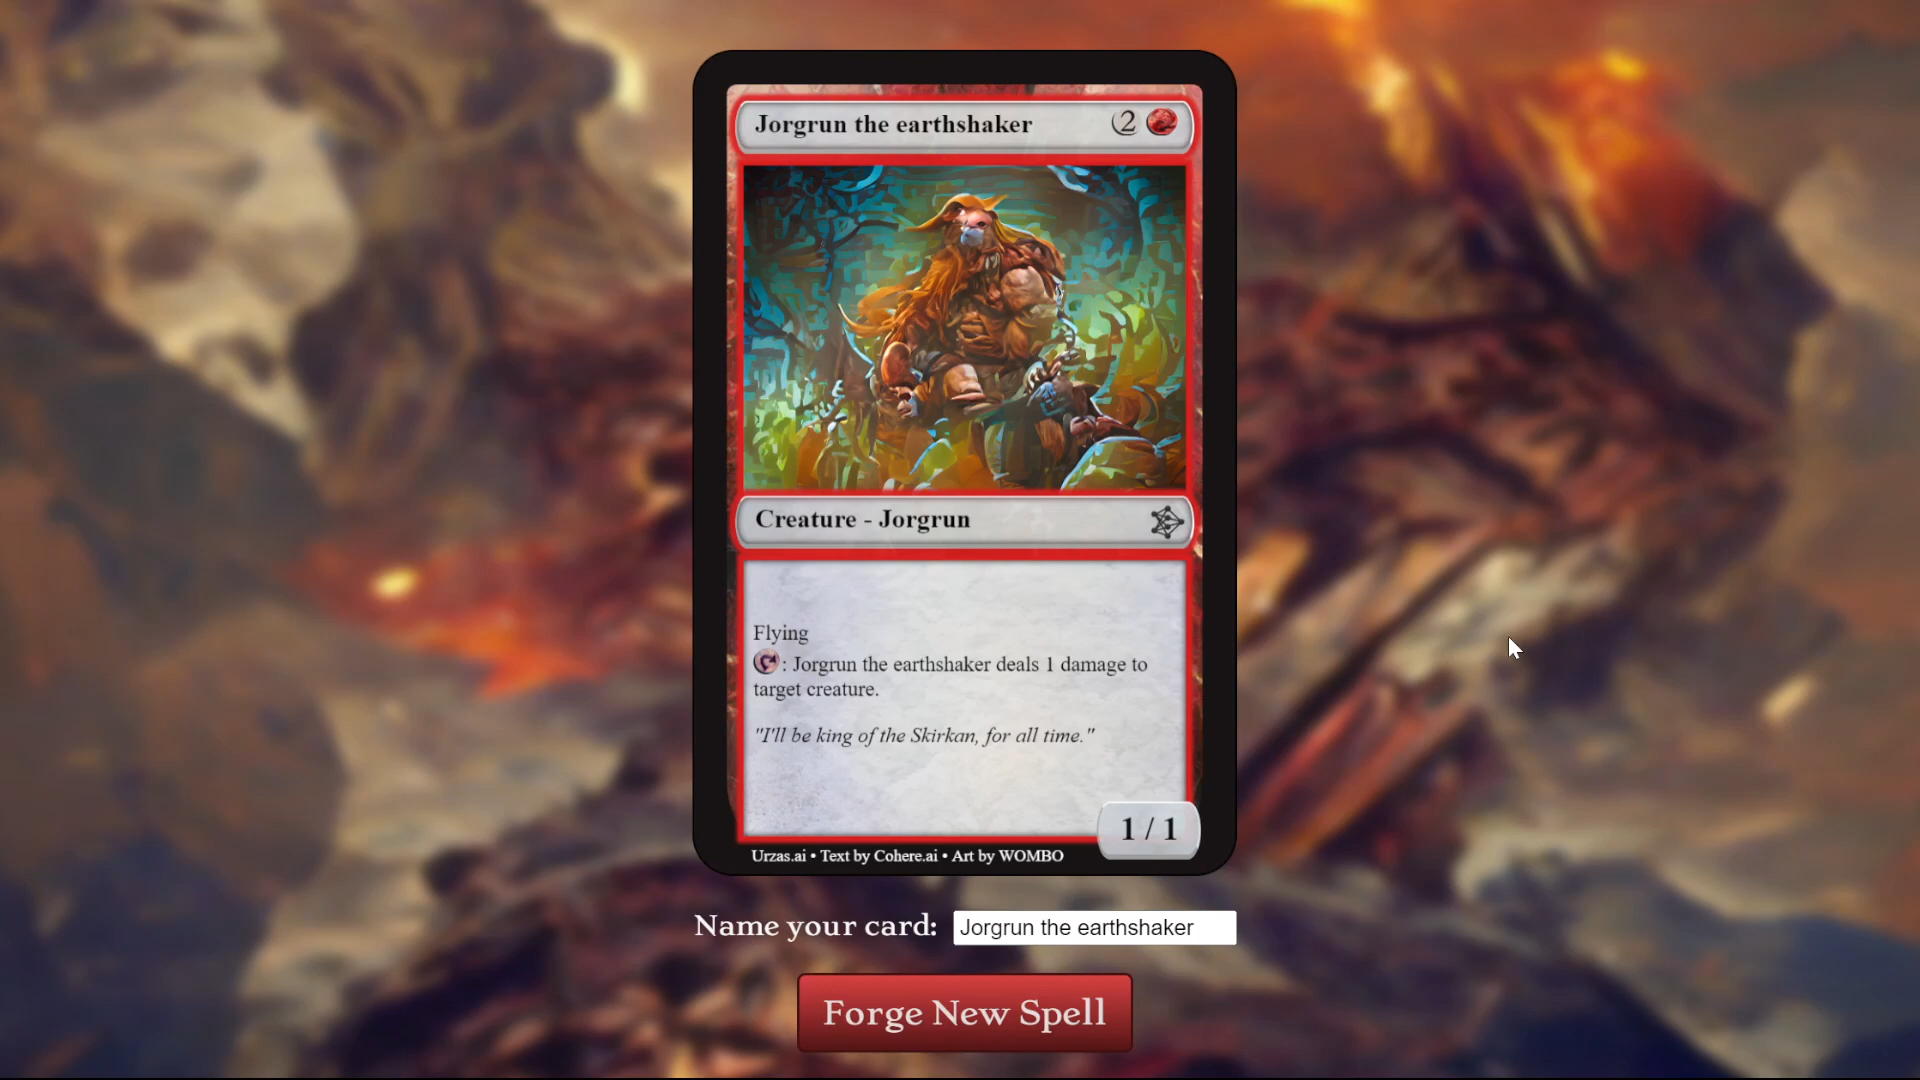 Jorgrun the earthshaker 2
Creature - Jorgrun
Flying
: Jorgrun the earthshaker deals 1 damage to
target creature.
"I'll be king of the Skirkan, for all time."
1 / 1
Urzas.ai • Text by Cohere.ai • Art by WOMBO
Name your card: Jorgrun the earthshaker
Forge New Spell